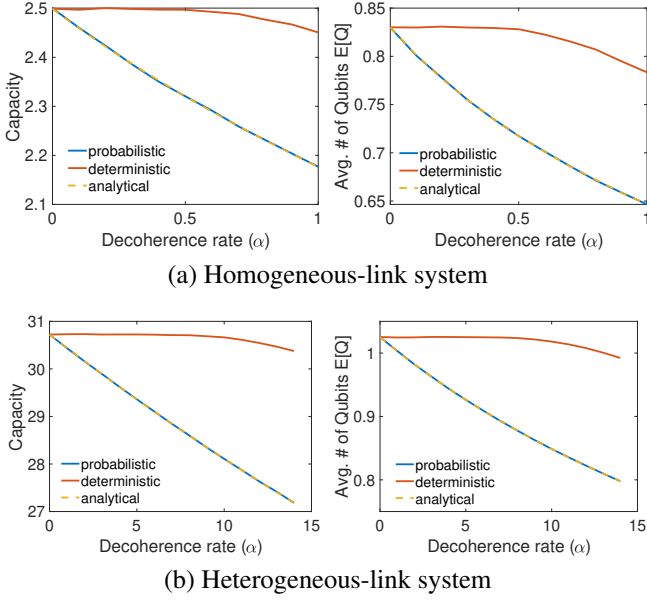 2.5
2.4
2.3
2.2
2.1
Capacity
probabilistic
deterministic
analytical
0
0.5
1
Decoherence rate (α)
0.85
0.8
0.75
0.7
0.65
Avg. # of Qubits E[Q]
probabilistic
deterministic
analytical
0
0.5
1
Decoherence rate (α)
(a) Homogeneous-link system
31
30
29
28
27
Capacity
probabilistic
deterministic
analytical
0
5
10
15
Decoherence rate (α)
1
0.9
0.8
Avg. # of Qubits E[Q]
probabilistic
deterministic
analytical
0
5
10
15
Decoherence rate (α)
(b) Heterogeneous-link system